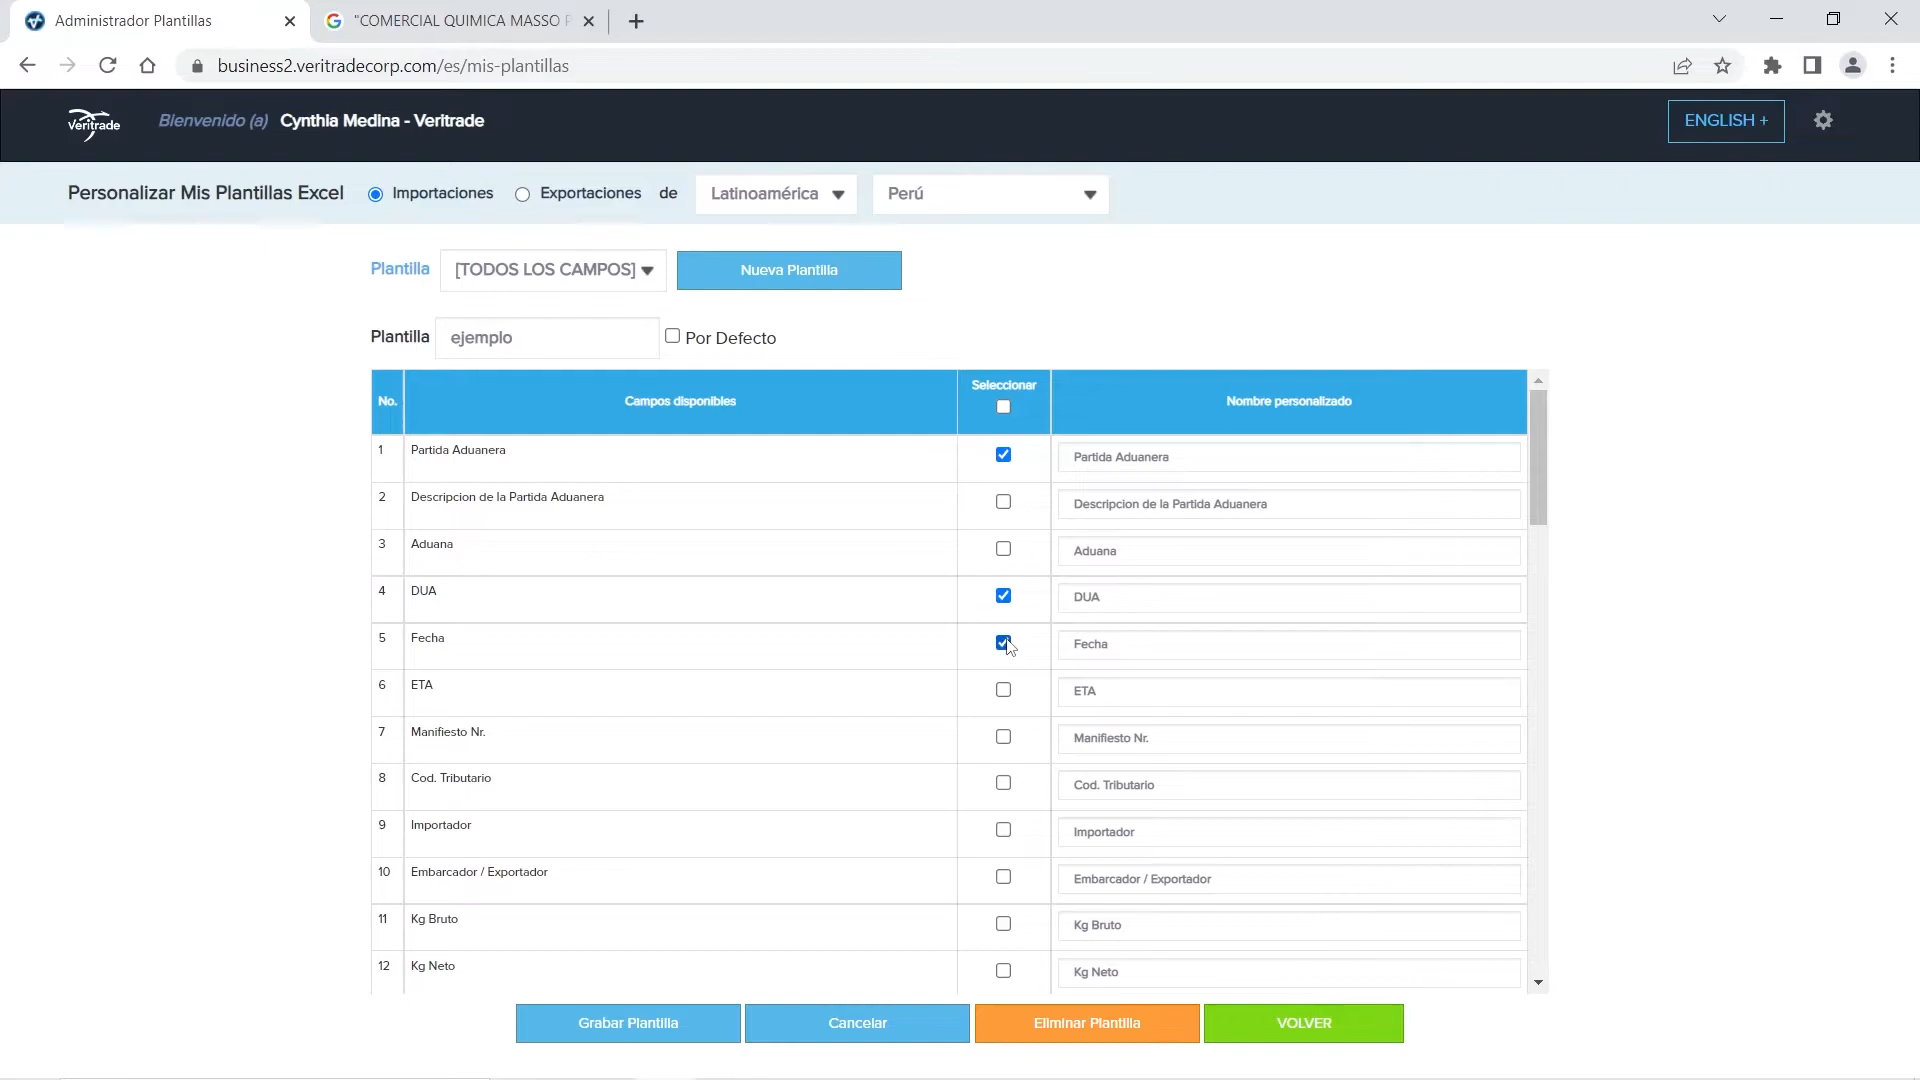 Administrador Plantillas
"COMERCIAL QUIMICA MASSO P
business2.veritradecorp.com/es/mis-plantillas
Veritrade
Bienvenido (a) Cynthia Medina - Veritrade
ENGLISH +
Personalizar Mis Plantillas Excel Importaciones Exportaciones de Latinoamérica Perú
Plantilla [TODOS LOS CAMPOS] Nueva Plantilla
Plantilla ejemplo Por Defecto
No. Campos disponibles Seleccionar Nombre personalizado
1 Partida Aduanera Partida Aduanera
2 Descripcion de la Partida Aduanera Descripcion de la Partida Aduanera
3 Aduana Aduana
4 DUA DUA
5 Fecha Fecha
6 ETA ETA
7 Manifiesto Nr. Manifiesto Nr.
8 Cod. Tributario Cod. Tributario
9 Importador Importador
10 Embarcador / Exportador Embarcador / Exportador
11 Kg Bruto Kg Bruto
12 Kg Neto Kg Neto
Grabar Plantilla Cancelar Eliminar Plantilla VOLVER